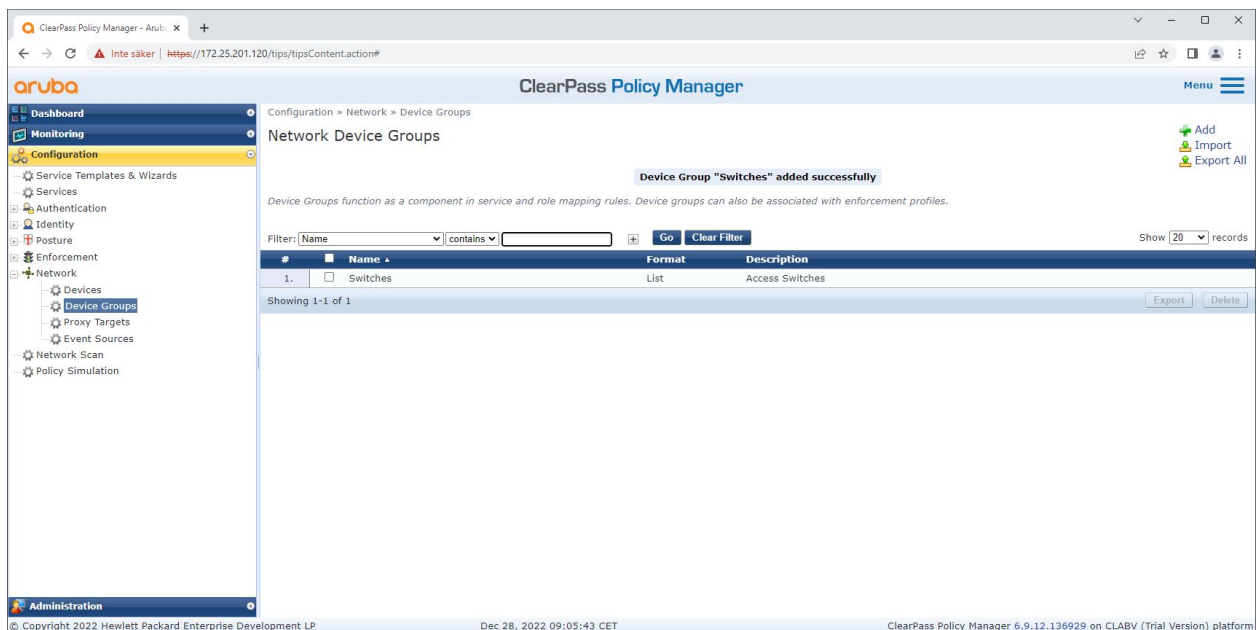 ClearPass Policy Manager - Arub
Inte säker | https://172.25.201.120/tips/tipsContent.action#
aruba
ClearPass Policy Manager
Menu
Dashboard
Monitoring
Configuration
Service Templates & Wizards
Services
Authentication
Identity
Posture
Enforcement
Network
Devices
Device Groups
Proxy Targets
Event Sources
Network Scan
Policy Simulation
Administration
Configuration » Network » Device Groups
Network Device Groups
Add
Import
Export All
Device Group "Switches" added successfully
Device Groups function as a component in service and role mapping rules. Device groups can also be associated with enforcement profiles.
Filter: Name contains Go Clear Filter Show 20 records
# Name Format Description
1. Switches List Access Switches
Showing 1-1 of 1 Export Delete
© Copyright 2022 Hewlett Packard Enterprise Development LP Dec 28, 2022 09:05:43 CET ClearPass Policy Manager 6.9.12.136929 on CLABV (Trial Version) platform